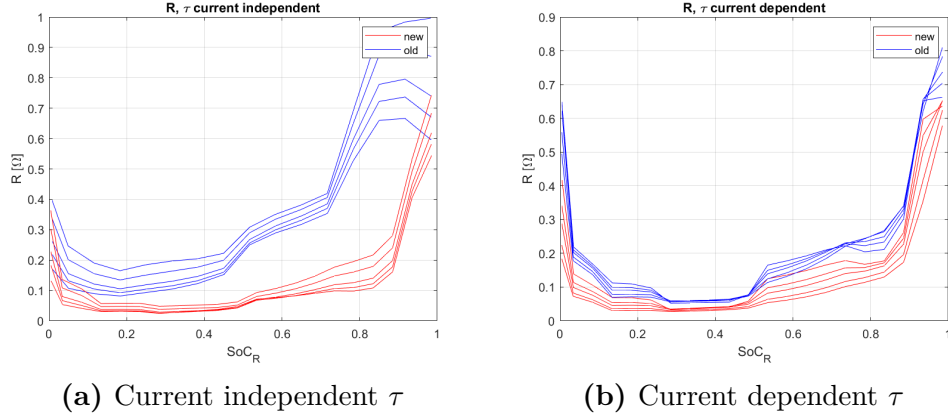 R, τ current independent
1
0.9
0.8
0.7
0.6
0.5
0.4
0.3
0.2
0.1
0
R [Ω]
0
0.2
0.4
0.6
0.8
1
SoC_R
new
old
(a) Current independent τ
R, τ current dependent
0.9
0.8
0.7
0.6
0.5
0.4
0.3
0.2
0.1
0
R [Ω]
0
0.2
0.4
0.6
0.8
1
SoC_R
new
old
(b) Current dependent τ